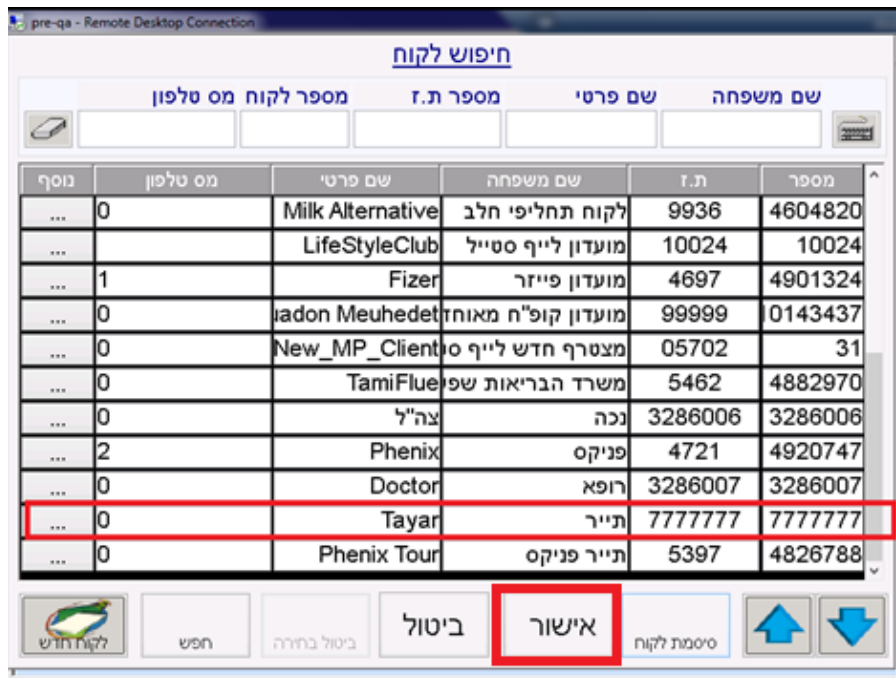 pre-qa - Remote Desktop Connection
חיפוש לקוח
שם משפחה שם פרטי מספר ת.ז מספר לקוח מס טלפון
מספר ת.ז שם משפחה שם פרטי מס טלפון נוסף
4604820 9936 לקוח תחליפי חלב Milk Alternative 0 ...
10024 10024 מועדון לייף סטייל LifeStyleClub ...
4901324 4697 מועדון פייזר Fizer 1 ...
0143437 99999 מועדון קופ"ח מאוחד adon Meuhedet 0 ...
31 05702 מצטרף חדש לייף ס New_MP_Client 0 ...
4882970 5462 משרד הבריאות שפ TamiFlue 0 ...
3286006 3286006 נכה צה"ל 0 ...
4920747 4721 פניקס Phenix 2 ...
3286007 3286007 רופא Doctor 0 ...
7777777 7777777 תייר Tayar 0 ...
4826788 5397 תייר פניקס Phenix Tour 0 ...
סיסמת לקוח אישור ביטול ביטול בחירה חפש לקוח חדש